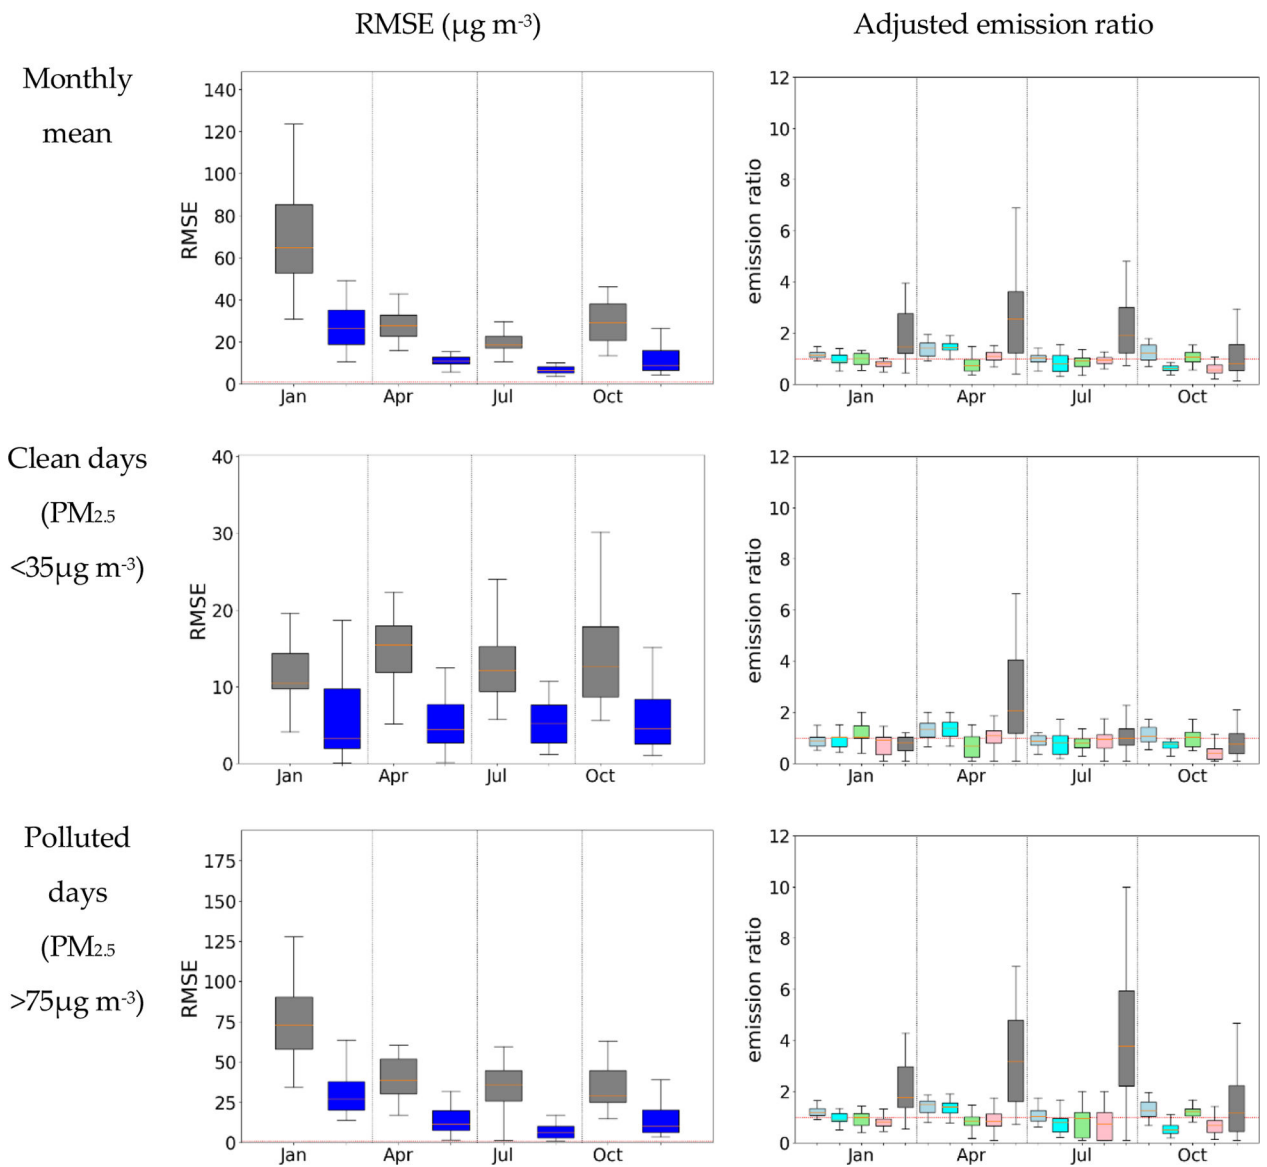 RMSE (µg m-3)
Adjusted emission ratio
Monthly
mean
RMSE
140
120
100
80
60
40
20
0
Jan
Apr
Jul
Oct
emission ratio
12
10
8
6
4
2
0
Jan
Apr
Jul
Oct
Clean days
(PM2.5
<35µg m-3)
RMSE
40
30
20
10
0
Jan
Apr
Jul
Oct
emission ratio
12
10
8
6
4
2
0
Jan
Apr
Jul
Oct
Polluted
days
(PM2.5
>75µg m-3)
RMSE
175
150
125
100
75
50
25
0
Jan
Apr
Jul
Oct
emission ratio
12
10
8
6
4
2
0
Jan
Apr
Jul
Oct